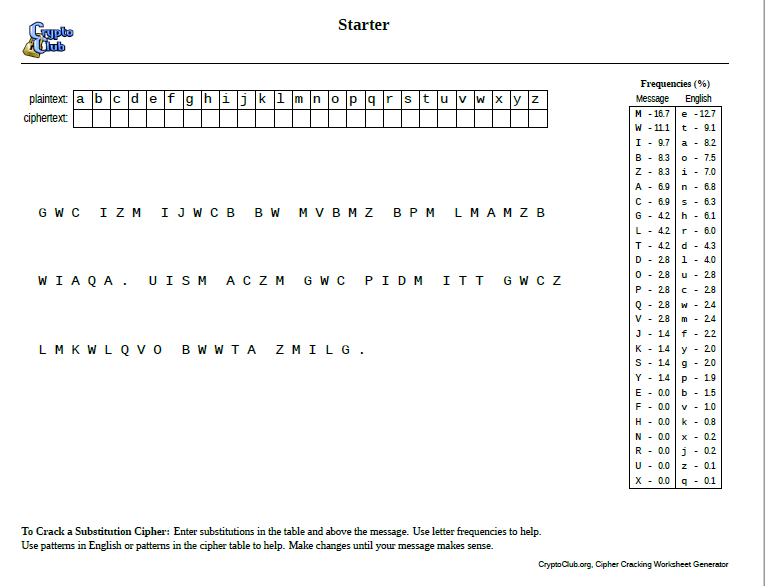 Starter
Crypto
Club
plaintext: a b c d e f g h i j k l m n o p q r s t u v w x y z
ciphertext:
G W C I Z M I J W C B B W M V B M Z B P M L M A M Z B
W I A Q A . U I S M A C Z M G W C P I D M I T T G W C Z
L M K W L Q V O B W W T A Z M I L G .
Frequencies (%)
Message English
M - 16.7 e - 12.7
W - 11.1 t - 9.1
I - 9.7 a - 8.2
B - 8.3 o - 7.5
Z - 8.3 i - 7.0
A - 6.9 n - 6.8
C - 6.9 s - 6.3
G - 4.2 h - 6.1
L - 4.2 r - 6.0
T - 4.2 d - 4.3
D - 2.8 l - 4.0
O - 2.8 u - 2.8
P - 2.8 c - 2.8
Q - 2.8 w - 2.4
V - 2.8 m - 2.4
J - 1.4 f - 2.2
K - 1.4 y - 2.0
S - 1.4 g - 2.0
Y - 1.4 p - 1.9
E - 0.0 b - 1.5
F - 0.0 v - 1.0
H - 0.0 k - 0.8
N - 0.0 x - 0.2
R - 0.0 j - 0.2
U - 0.0 z - 0.1
X - 0.0 q - 0.1
To Crack a Substitution Cipher: Enter substitutions in the table and above the message. Use letter frequencies to help.
Use patterns in English or patterns in the cipher table to help. Make changes until your message makes sense.
CryptoClub.org, Cipher Cracking Worksheet Generator